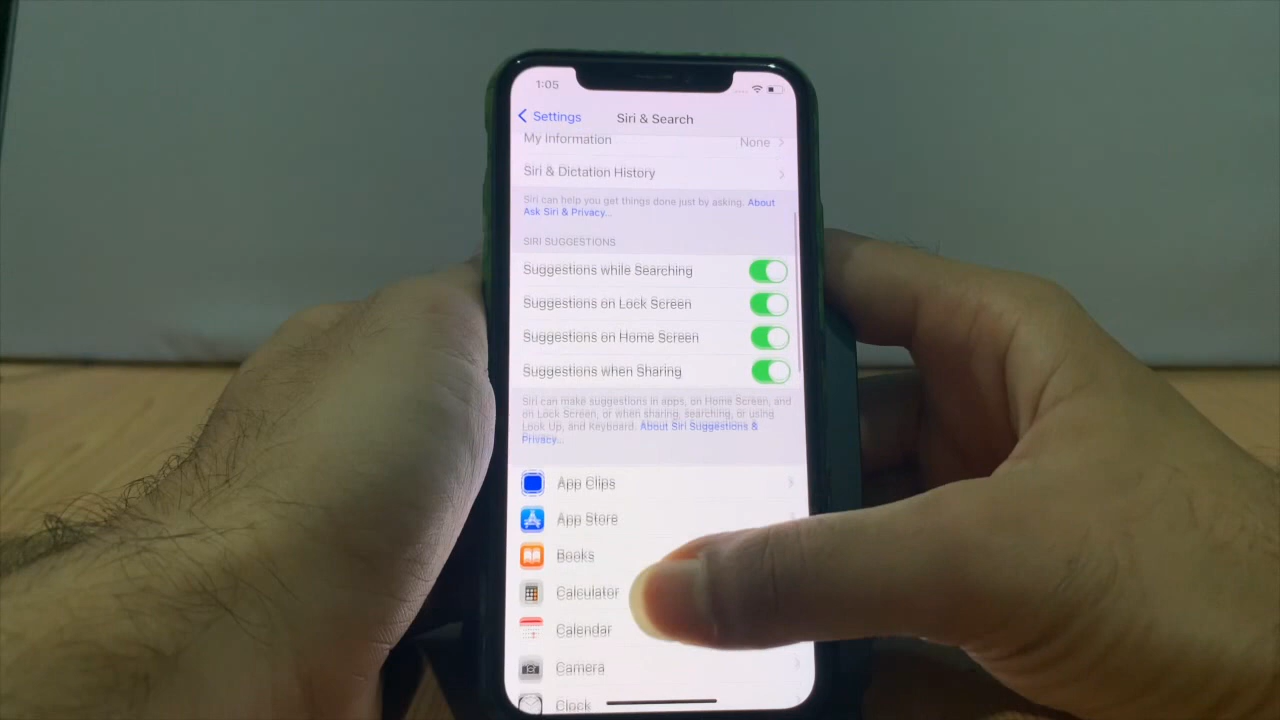 1:05
Settings
Siri & Search
My Information
None
Siri & Dictation History
Siri can help you get things done just by asking. About
Ask Siri & Privacy...
SIRI SUGGESTIONS
Suggestions while Searching
Suggestions on Lock Screen
Suggestions on Home Screen
Suggestions when Sharing
Siri can make suggestions in apps, on Home Screen, and
on Lock Screen, or when sharing, searching, or using
Look Up, and Keyboard. About Siri Suggestions &
Privacy...
App Clips
App Store
Books
Calculator
Calendar
Camera
Clock